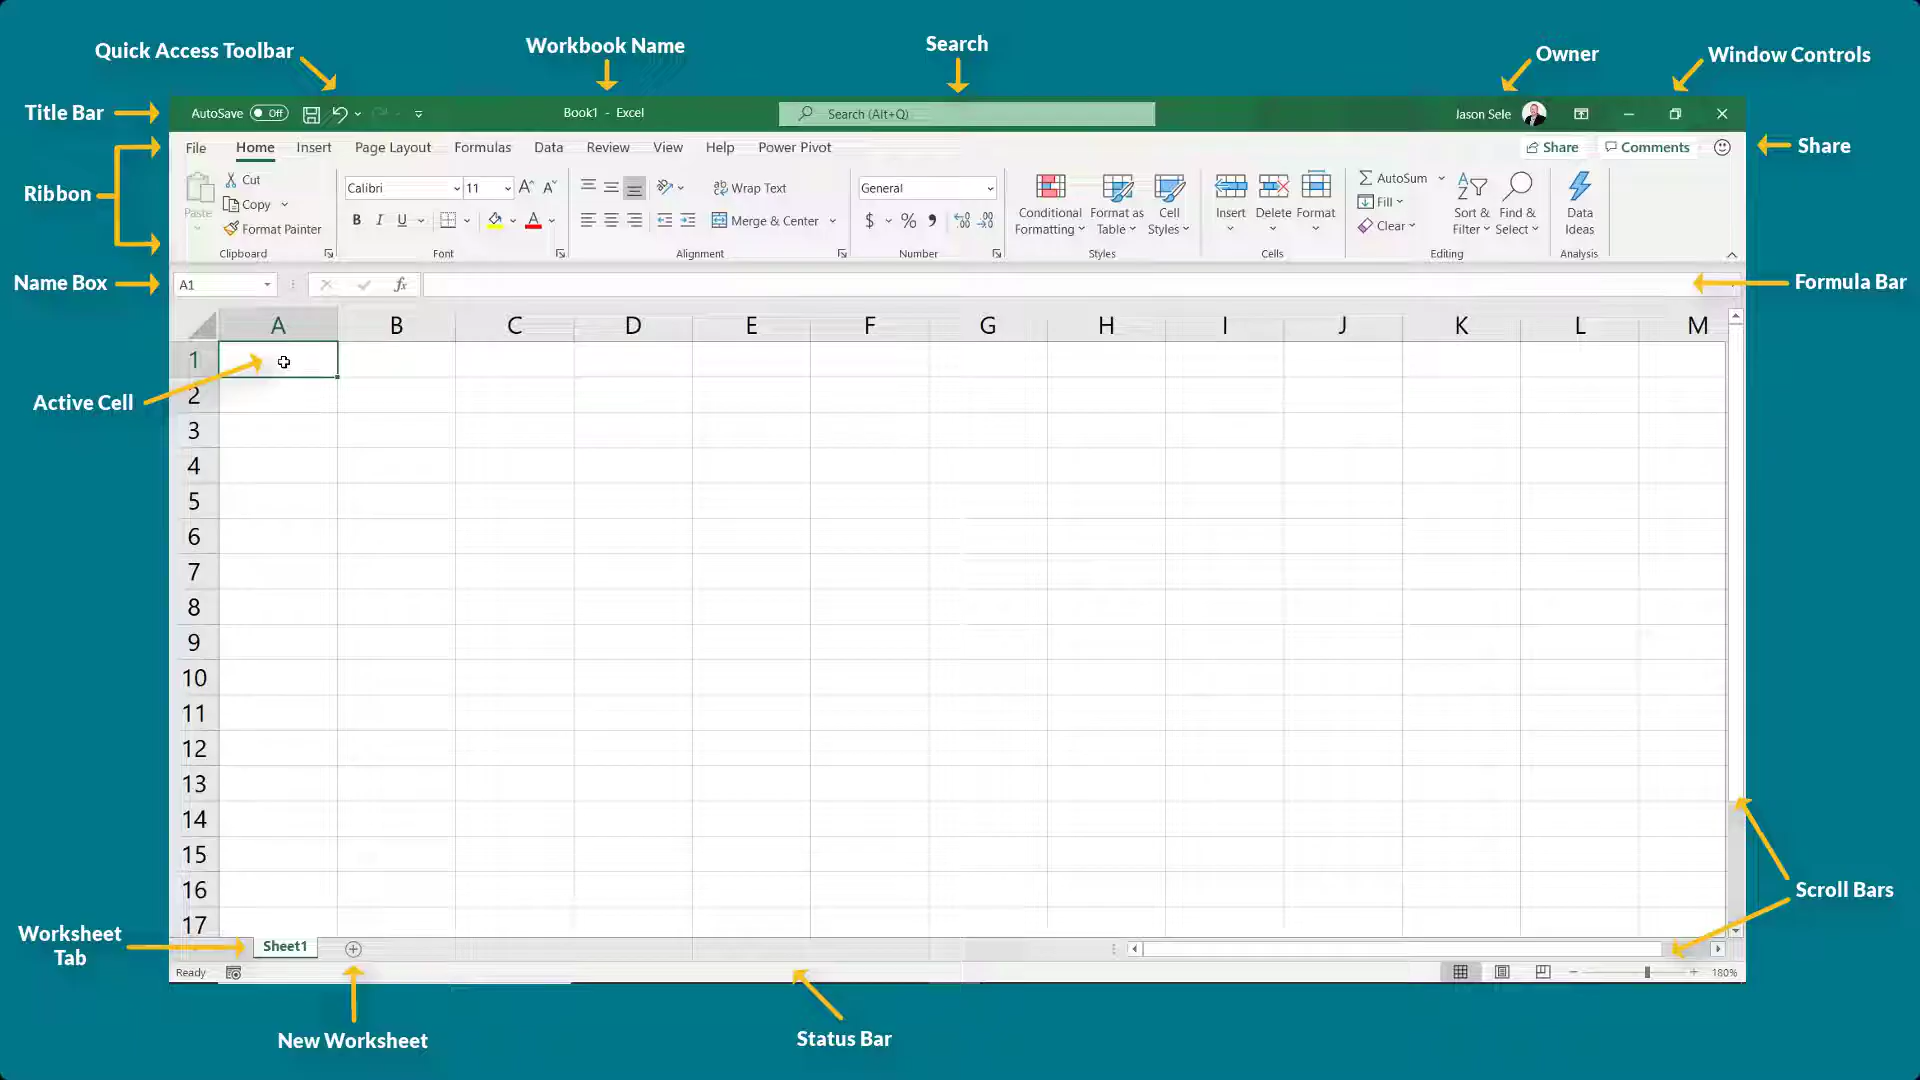 Quick Access Toolbar
Workbook Name
Search
Owner
Window Controls
Title Bar
AutoSave Off
Book1 - Excel
Search (Alt+Q)
Jason Sele
File Home Insert Page Layout Formulas Data Review View Help Power Pivot
Share Comments
Share
Ribbon
Paste
Cut
Copy
Format Painter
Clipboard
Calibri 11 A A
B I U A
Font
ab Wrap Text
Merge & Center
Alignment
General
$ % , .00 .00
Number
Conditional
Formatting
Format as
Table
Cell
Styles
Styles
Insert Delete Format
Cells
AutoSum
Fill
Clear
Sort &
Filter
Find &
Select
Editing
Data
Ideas
Analysis
Name Box
A1
fx
Formula Bar
A B C D E F G H I J K L M
1
Active Cell
2
3
4
5
6
7
8
9
10
11
12
13
14
15
16
17
Scroll Bars
Worksheet
Tab
Sheet1
Ready
180%
New Worksheet
Status Bar